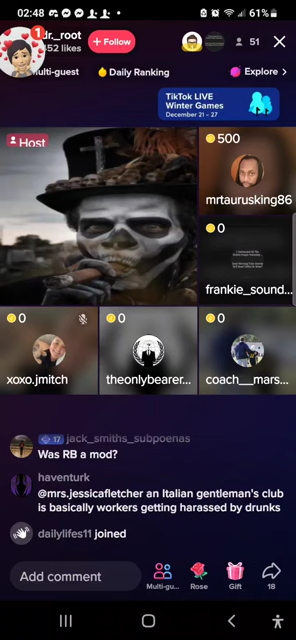 02:48
61%
1
dr._root
452 likes
+ Follow
51
Multi-guest
Daily Ranking
Explore >
TikTok LIVE
Winter Games
December 21 - 27
Host
500
mrtaurusking86
0
frankie_sound...
0
xoxo.jmitch
0
theonlybearer...
0
coach__mars...
17 jack_smiths_subpoenas
Was RB a mod?
haventurk
@mrs.jessicafletcher an Italian gentleman's club
is basically workers getting harassed by drunks
dailylifes11 joined
Add comment
Multi-gu...
Rose
Gift
18